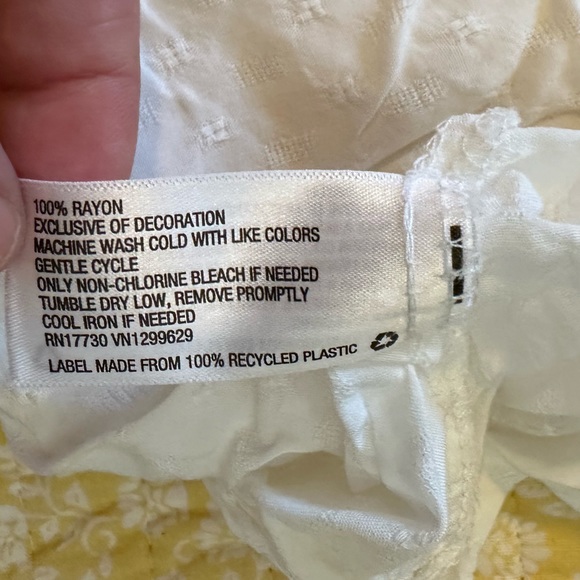 100% RAYON
EXCLUSIVE OF DECORATION
MACHINE WASH COLD WITH LIKE COLORS
GENTLE CYCLE
ONLY NON-CHLORINE BLEACH IF NEEDED
TUMBLE DRY LOW, REMOVE PROMPTLY
COOL IRON IF NEEDED
RN17730 VN1299629
LABEL MADE FROM 100% RECYCLED PLASTIC